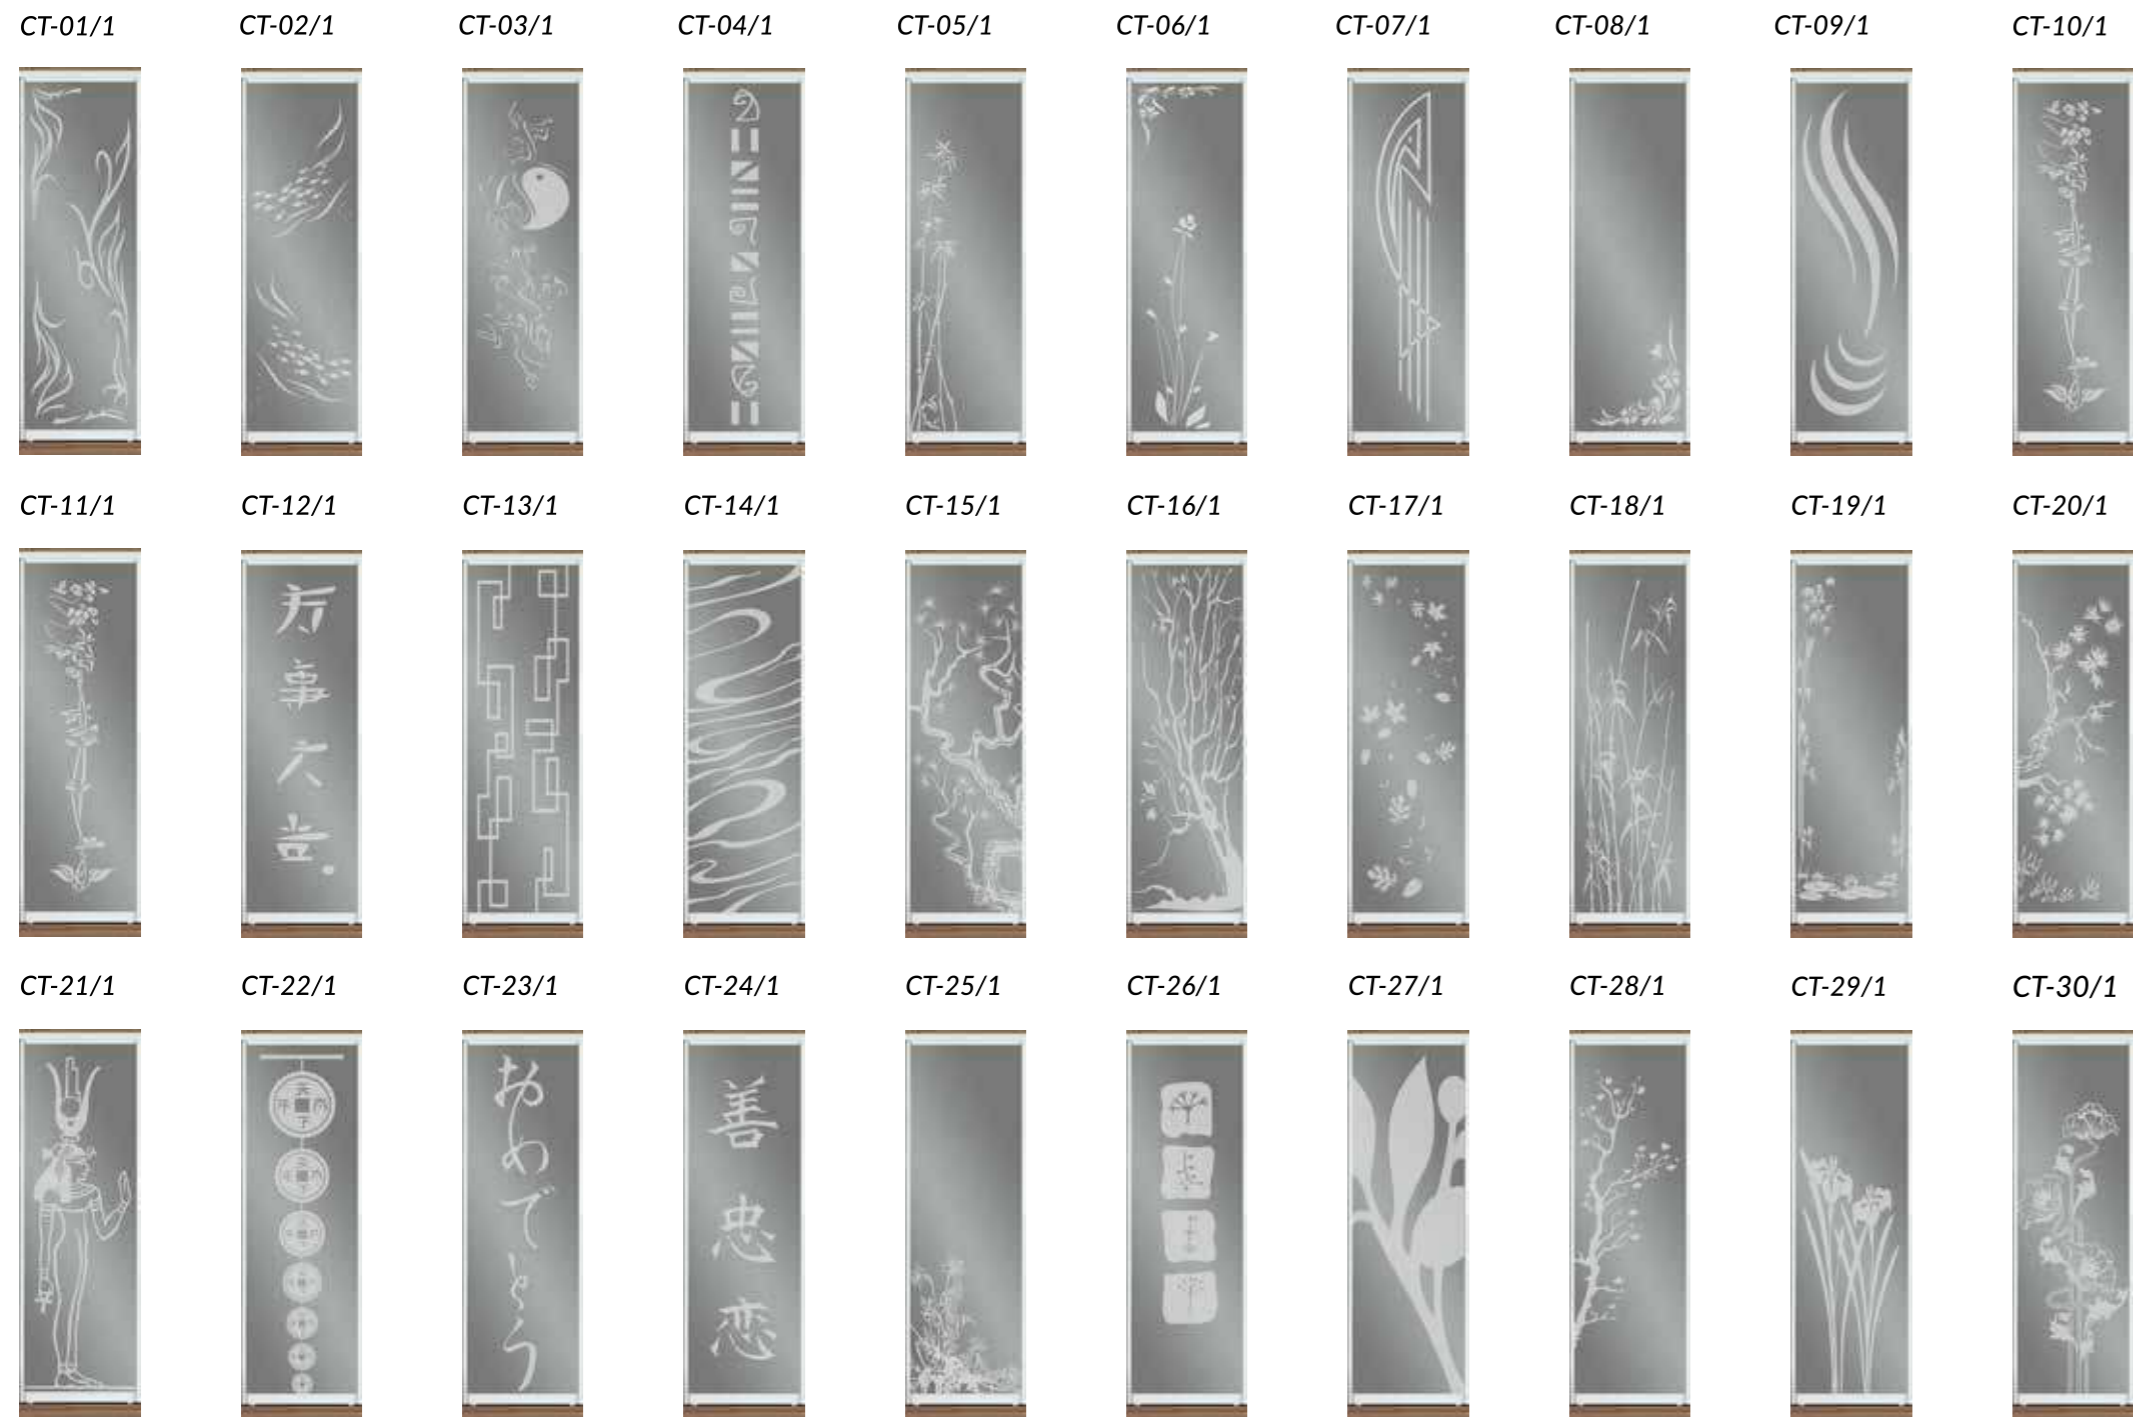 CT-01/1 CT-02/1 CT-03/1 CT-04/1 CT-05/1 CT-06/1 CT-07/1 CT-08/1 CT-09/1 CT-10/1
CT-11/1 CT-12/1 CT-13/1 CT-14/1 CT-15/1 CT-16/1 CT-17/1 CT-18/1 CT-19/1 CT-20/1
事
六
CT-21/1 CT-22/1 CT-23/1 CT-24/1 CT-25/1 CT-26/1 CT-27/1 CT-28/1 CT-29/1 CT-30/1
おめでとう
善
忠
恋